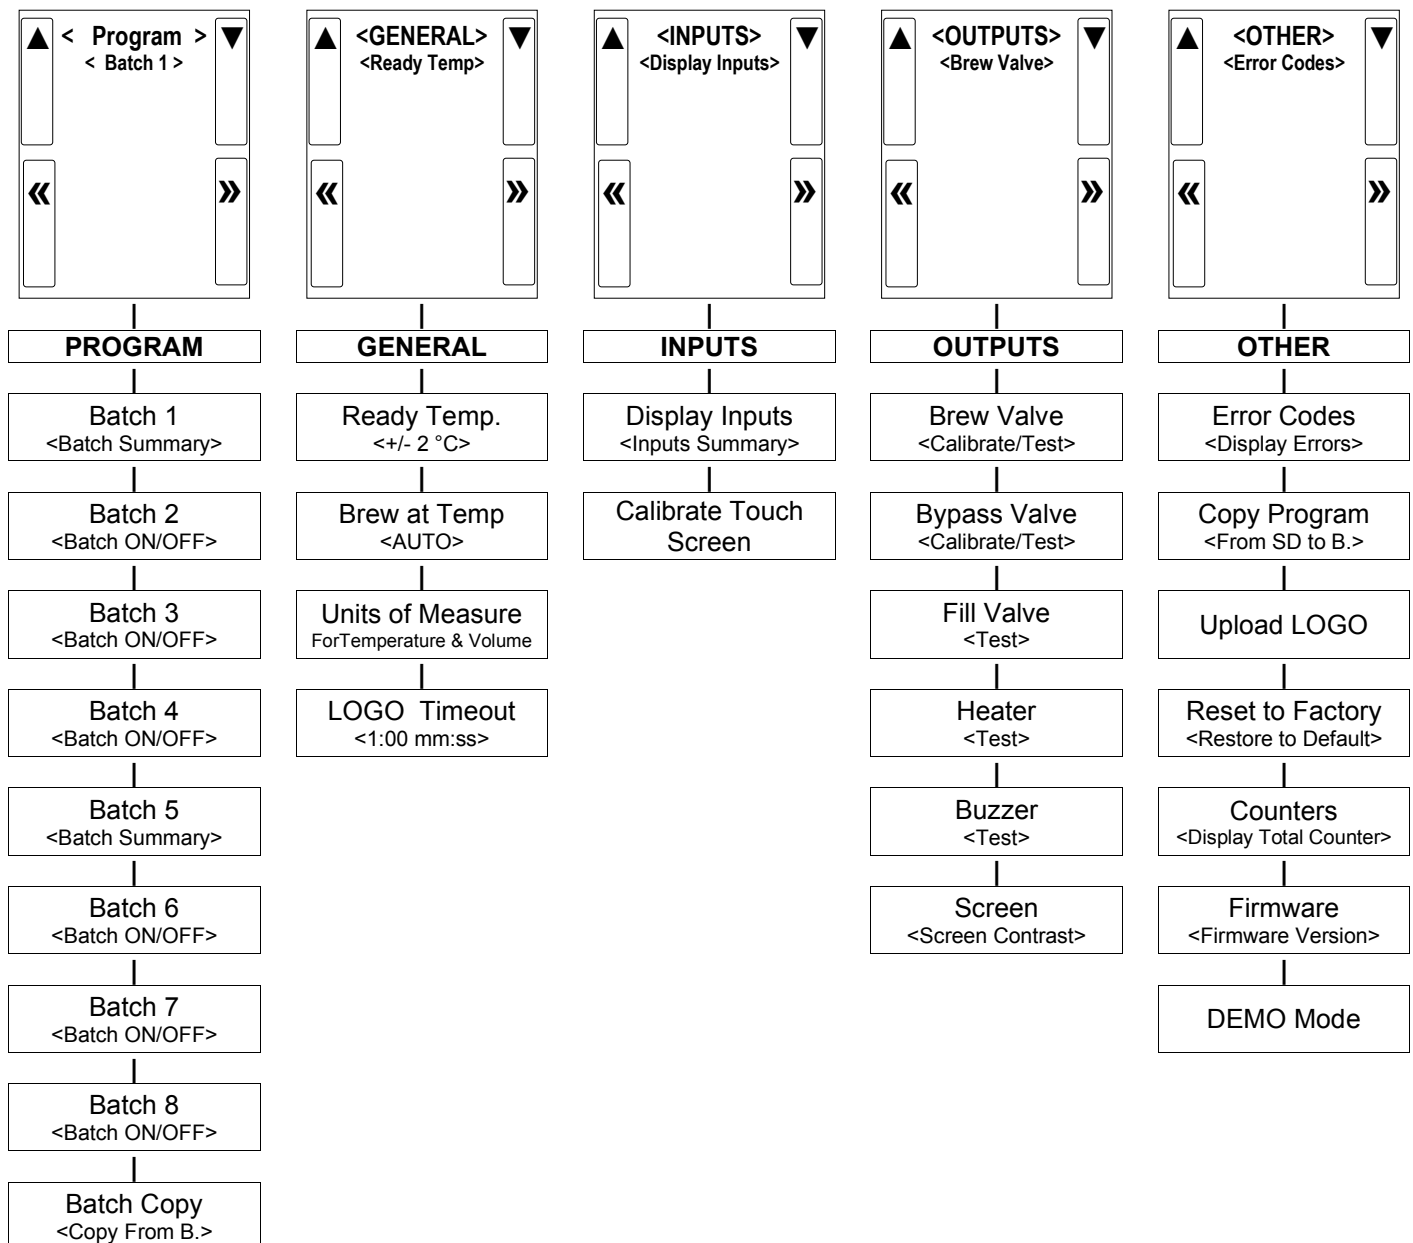 ▲ < Program > ▼
< Batch 1 >
« »
PROGRAM
Batch 1
<Batch Summary>
Batch 2
<Batch ON/OFF>
Batch 3
<Batch ON/OFF>
Batch 4
<Batch ON/OFF>
Batch 5
<Batch Summary>
Batch 6
<Batch ON/OFF>
Batch 7
<Batch ON/OFF>
Batch 8
<Batch ON/OFF>
Batch Copy
<Copy From B.>
▲ <GENERAL> ▼
<Ready Temp>
« »
GENERAL
Ready Temp.
<+/- 2 °C>
Brew at Temp
<AUTO>
Units of Measure
ForTemperature & Volume
LOGO Timeout
<1:00 mm:ss>
▲ <INPUTS> ▼
<Display Inputs>
« »
INPUTS
Display Inputs
<Inputs Summary>
Calibrate Touch
Screen
▲ <OUTPUTS> ▼
<Brew Valve>
« »
OUTPUTS
Brew Valve
<Calibrate/Test>
Bypass Valve
<Calibrate/Test>
Fill Valve
<Test>
Heater
<Test>
Buzzer
<Test>
Screen
<Screen Contrast>
▲ <OTHER> ▼
<Error Codes>
« »
OTHER
Error Codes
<Display Errors>
Copy Program
<From SD to B.>
Upload LOGO
Reset to Factory
<Restore to Default>
Counters
<Display Total Counter>
Firmware
<Firmware Version>
DEMO Mode